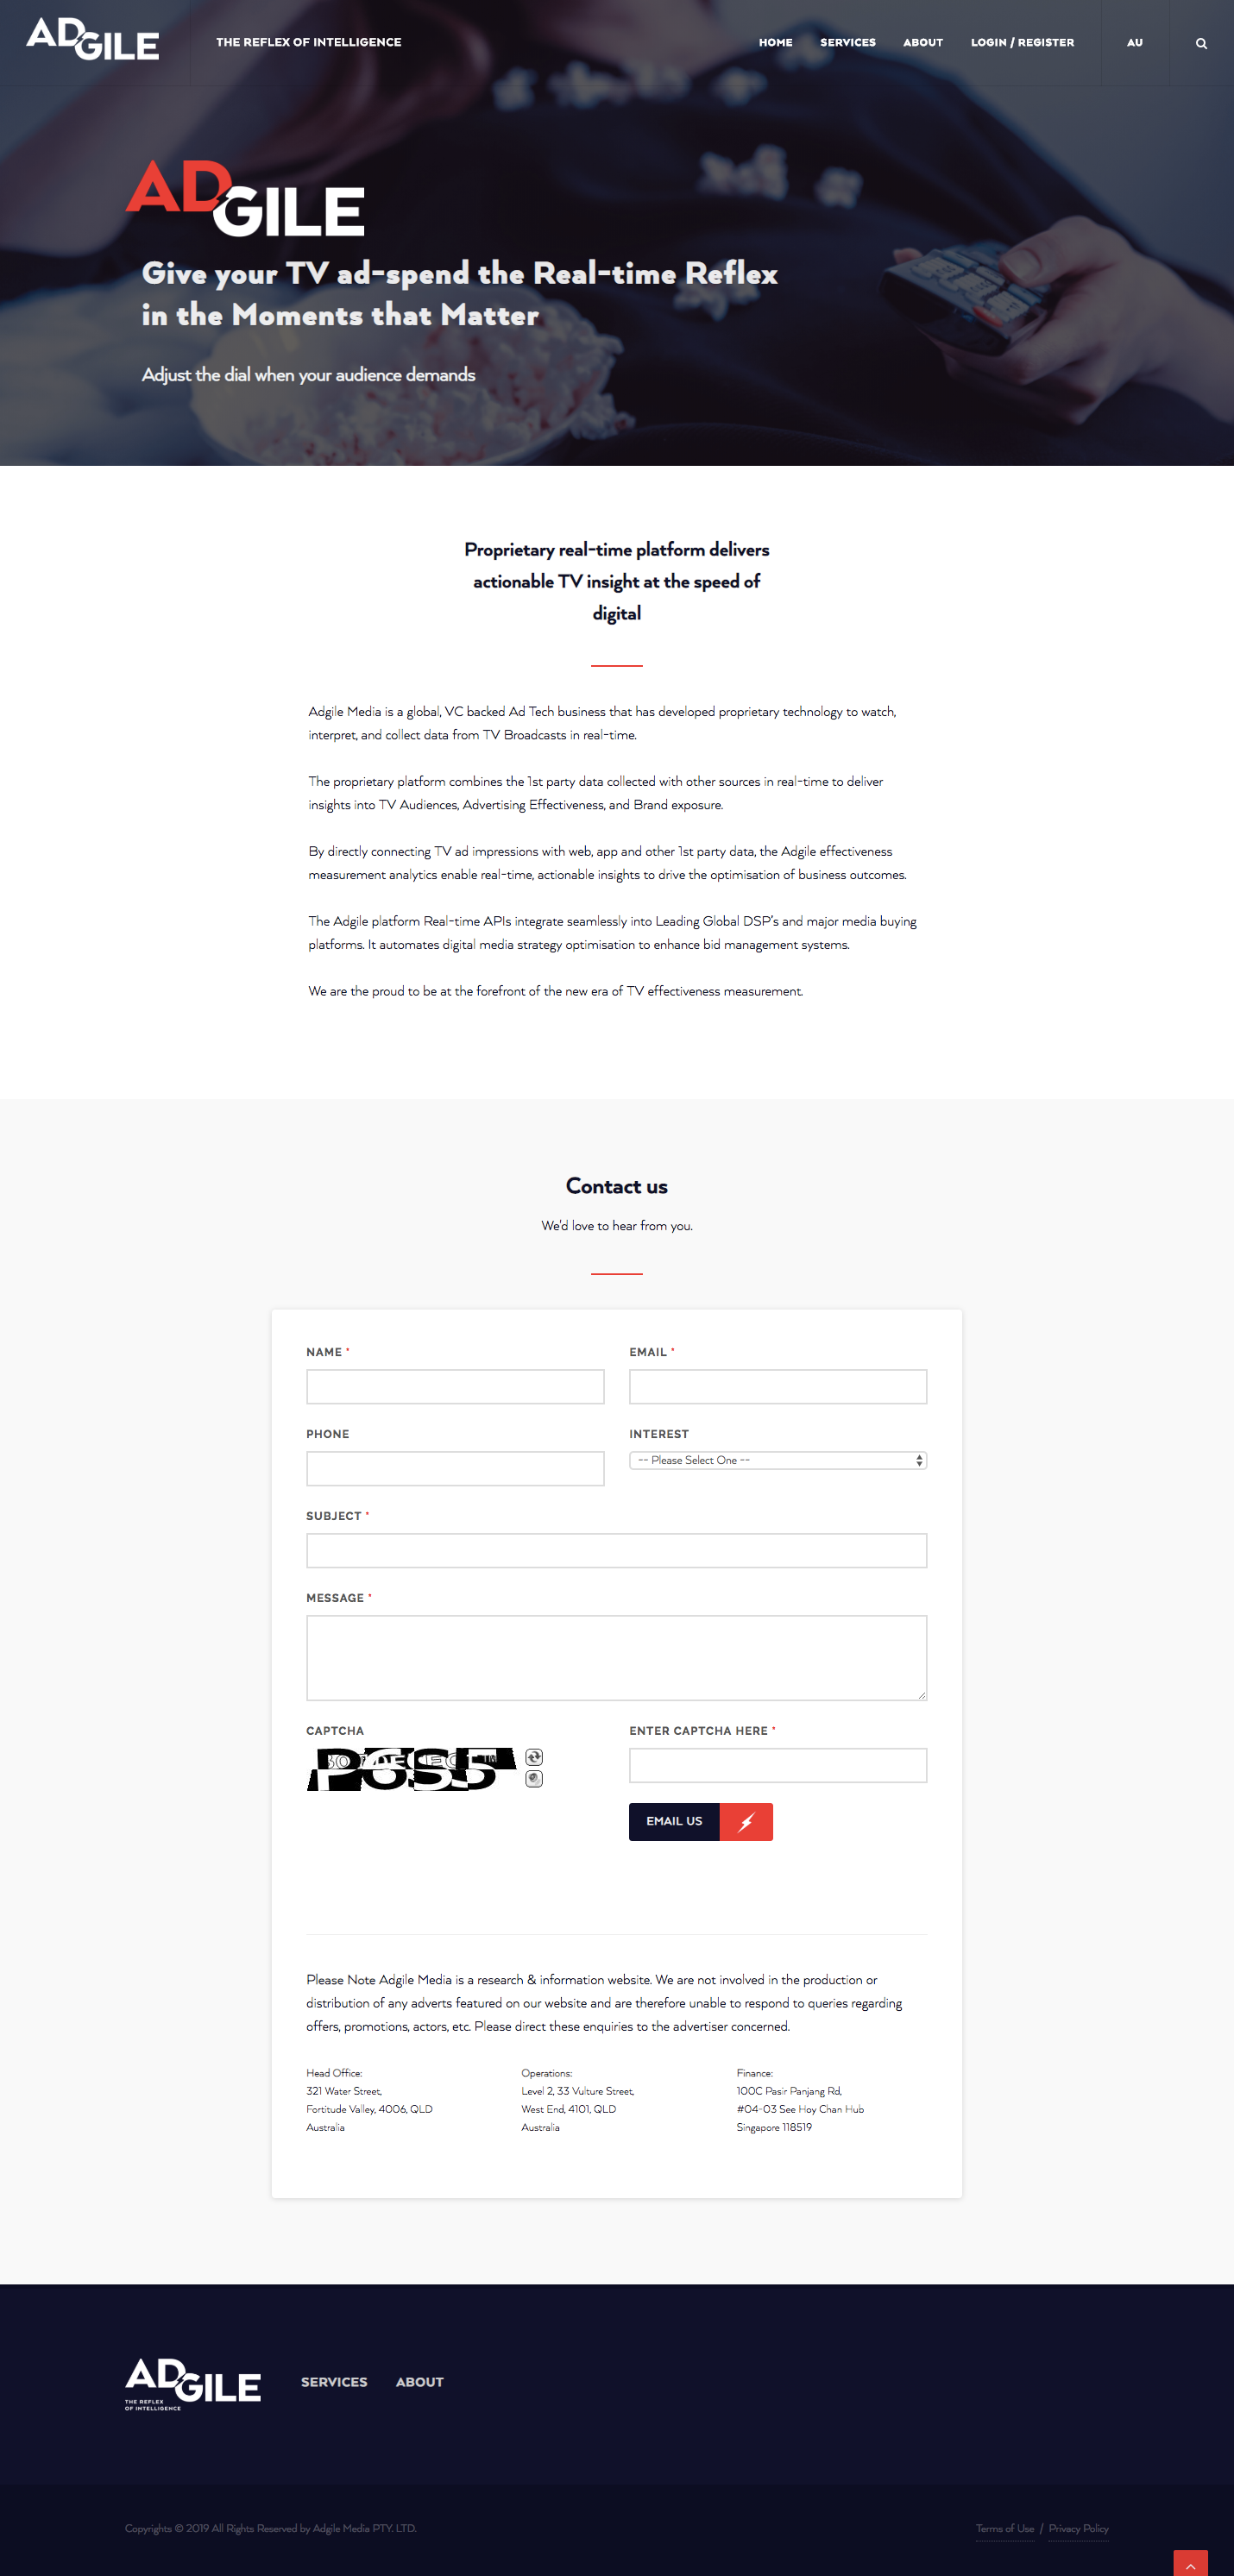 ADGILE
THE REFLEX OF INTELLIGENCE
HOME
SERVICES
ABOUT
LOGIN / REGISTER
AU
ADGILE
Give your TV ad-spend the Real-time Reflex
in the Moments that Matter
Adjust the dial when your audience demands
Proprietary real-time platform delivers
actionable TV insight at the speed of
digital
Adgile Media is a global, VC backed Ad Tech business that has developed proprietary technology to watch,
interpret, and collect data from TV Broadcasts in real-time.
The proprietary platform combines the 1st party data collected with other sources in real-time to deliver
insights into TV Audiences, Advertising Effectiveness, and Brand exposure.
By directly connecting TV ad impressions with web, app and other 1st party data, the Adgile effectiveness
measurement analytics enable real-time, actionable insights to drive the optimisation of business outcomes.
The Adgile platform Real-time APIs integrate seamlessly into Leading Global DSP's and major media buying
platforms. It automates digital media strategy optimisation to enhance bid management systems.
We are the proud to be at the forefront of the new era of TV effectiveness measurement.
Contact us
We'd love to hear from you.
NAME *
EMAIL *
PHONE
INTEREST
-- Please Select One --
SUBJECT *
MESSAGE *
CAPTCHA
ENTER CAPTCHA HERE *
P6S5
EMAIL US
Please Note Adgile Media is a research & information website. We are not involved in the production or
distribution of any adverts featured on our website and are therefore unable to respond to queries regarding
offers, promotions, actors, etc. Please direct these enquiries to the advertiser concerned.
Head Office:
321 Water Street,
Fortitude Valley, 4006, QLD
Australia
Operations:
Level 2, 33 Vulture Street,
West End, 4101, QLD
Australia
Finance:
100C Pasir Panjang Rd,
#04-03 See Hoy Chan Hub
Singapore 118519
ADGILE
THE REFLEX
OF INTELLIGENCE
SERVICES
ABOUT
Copyrights © 2019 All Rights Reserved by Adgile Media PTY. LTD.
Terms of Use / Privacy Policy